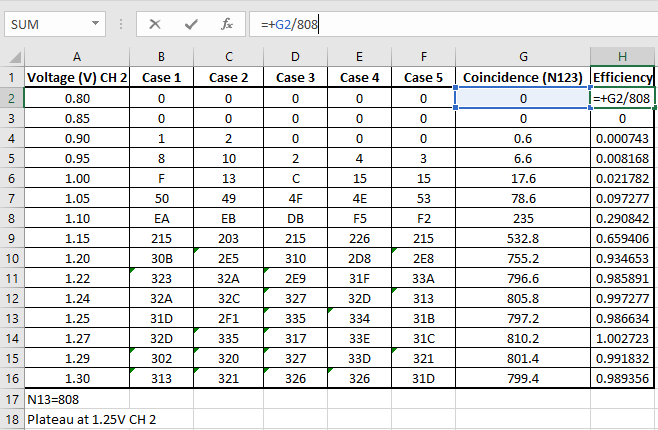 SUM =+G2/808
A B C D E F G H
1 Voltage (V) CH 2 Case 1 Case 2 Case 3 Case 4 Case 5 Coincidence (N123) Efficiency
2 0.80 0 0 0 0 0 0 =+G2/808
3 0.85 0 0 0 0 0 0 0
4 0.90 1 2 0 0 0 0.6 0.000743
5 0.95 8 10 2 4 3 6.6 0.008168
6 1.00 F 13 C 15 15 17.6 0.021782
7 1.05 50 49 4F 4E 53 78.6 0.097277
8 1.10 EA EB DB F5 F2 235 0.290842
9 1.15 215 203 215 226 215 532.8 0.659406
10 1.20 30B 2E5 310 2D8 2E8 755.2 0.934653
11 1.22 323 32A 2E9 31F 33A 796.6 0.985891
12 1.24 32A 32C 327 32D 313 805.8 0.997277
13 1.25 31D 2F1 335 334 31B 797.2 0.986634
14 1.27 32D 335 317 33E 31C 810.2 1.002723
15 1.29 302 320 327 33D 321 801.4 0.991832
16 1.30 313 321 326 326 31D 799.4 0.989356
17 N13=808
18 Plateau at 1.25V CH 2